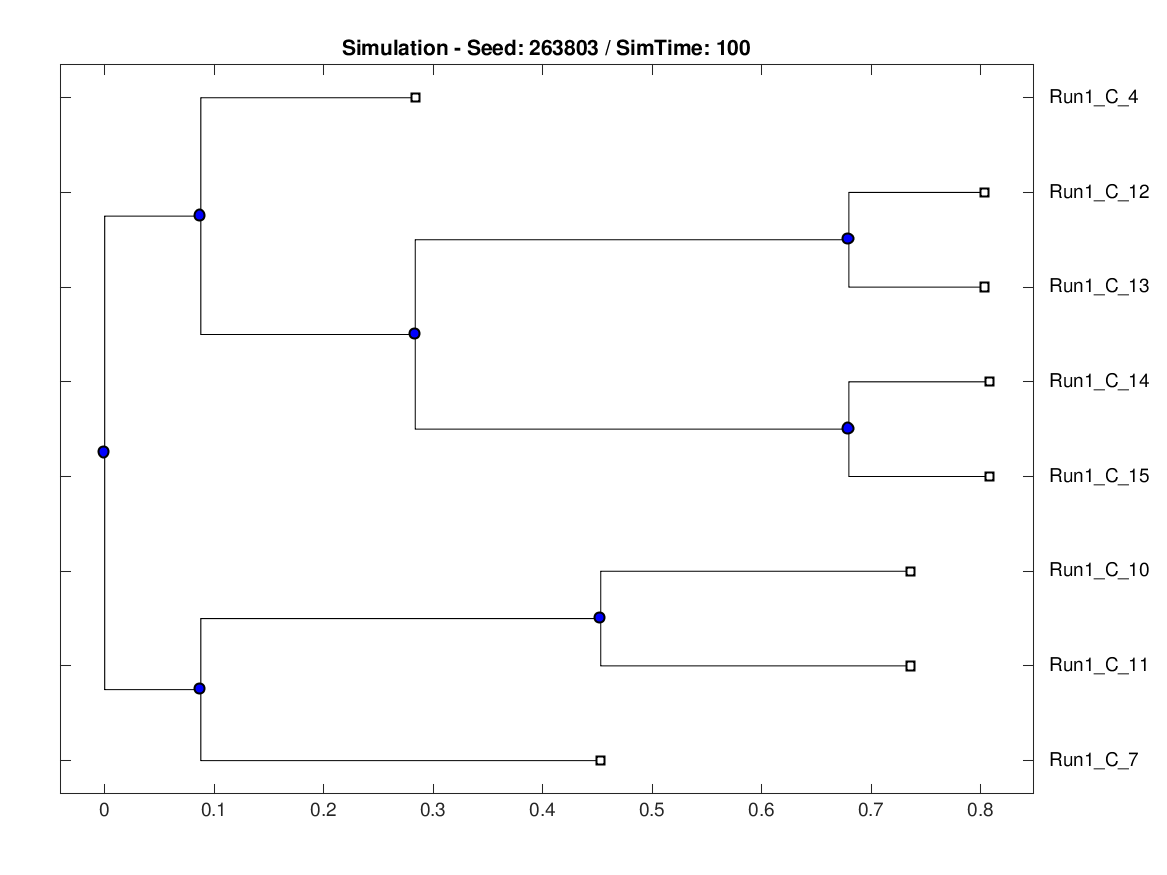 Simulation - Seed: 263803 / SimTime: 100
Run1_C_4
Run1_C_12
Run1_C_13
Run1_C_14
Run1_C_15
Run1_C_10
Run1_C_11
Run1_C_7
0 0.1 0.2 0.3 0.4 0.5 0.6 0.7 0.8